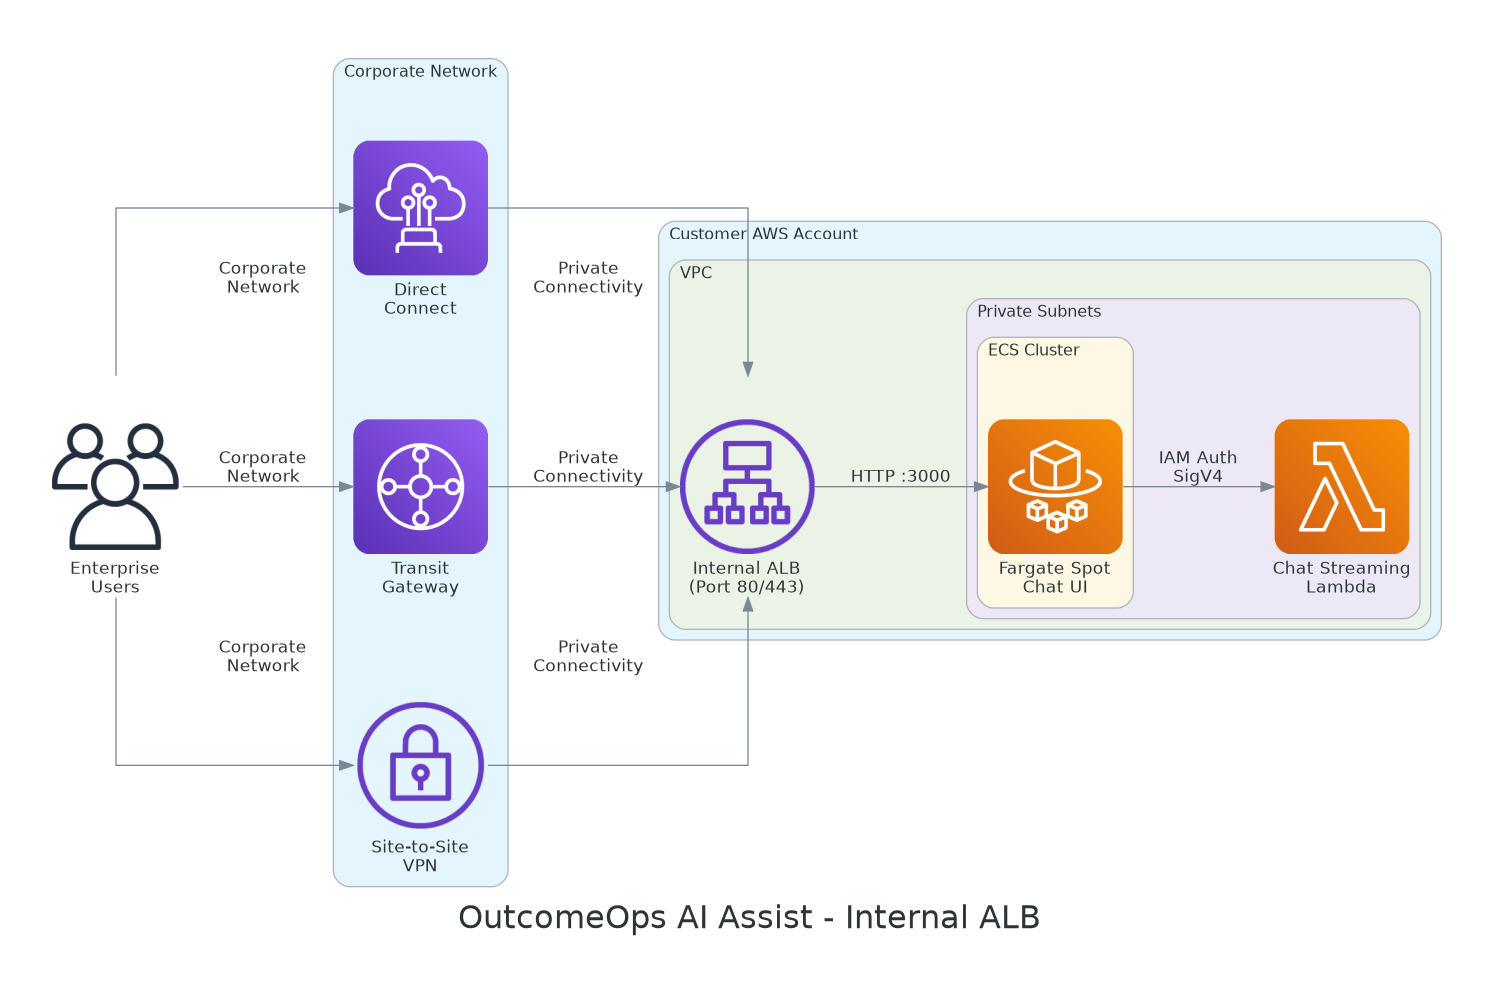 Corporate Network
Direct
Connect
Corporate
Network
Private
Connectivity
Customer AWS Account
VPC
Private Subnets
ECS Cluster
Enterprise
Users
Corporate
Network
Transit
Gateway
Private
Connectivity
Internal ALB
(Port 80/443)
HTTP :3000
Fargate Spot
Chat UI
IAM Auth
SigV4
Chat Streaming
Lambda
Corporate
Network
Private
Connectivity
Site-to-Site
VPN
OutcomeOps AI Assist - Internal ALB